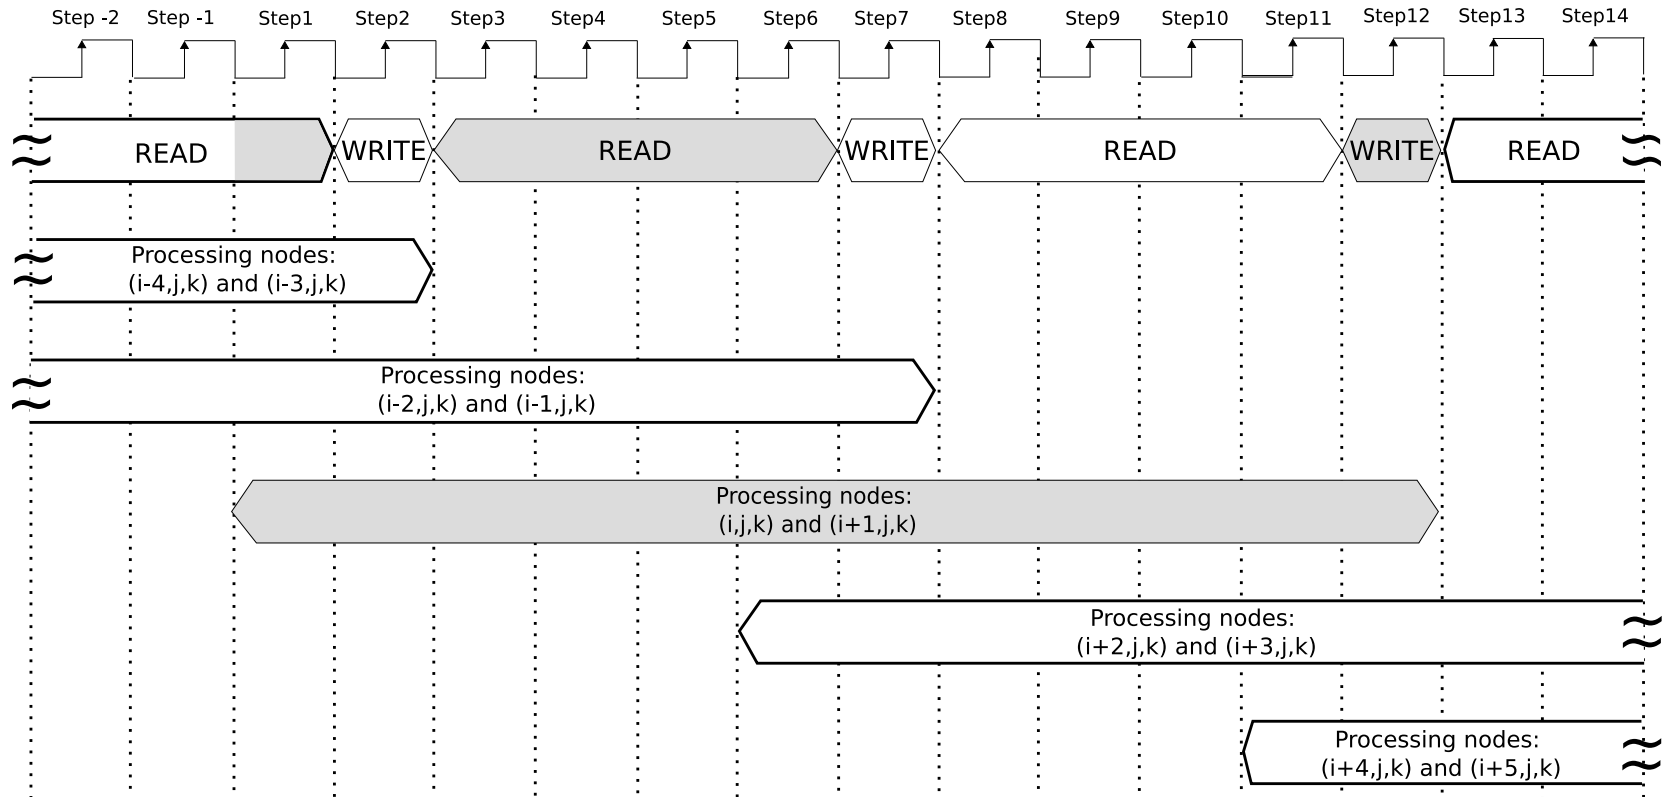 Step -2 Step -1 Step1 Step2 Step3 Step4 Step5 Step6 Step7 Step8 Step9 Step10 Step11 Step12 Step13 Step14
READ WRITE READ WRITE READ WRITE READ
Processing nodes:
(i-4,j,k) and (i-3,j,k)
Processing nodes:
(i-2,j,k) and (i-1,j,k)
Processing nodes:
(i,j,k) and (i+1,j,k)
Processing nodes:
(i+2,j,k) and (i+3,j,k)
Processing nodes:
(i+4,j,k) and (i+5,j,k)